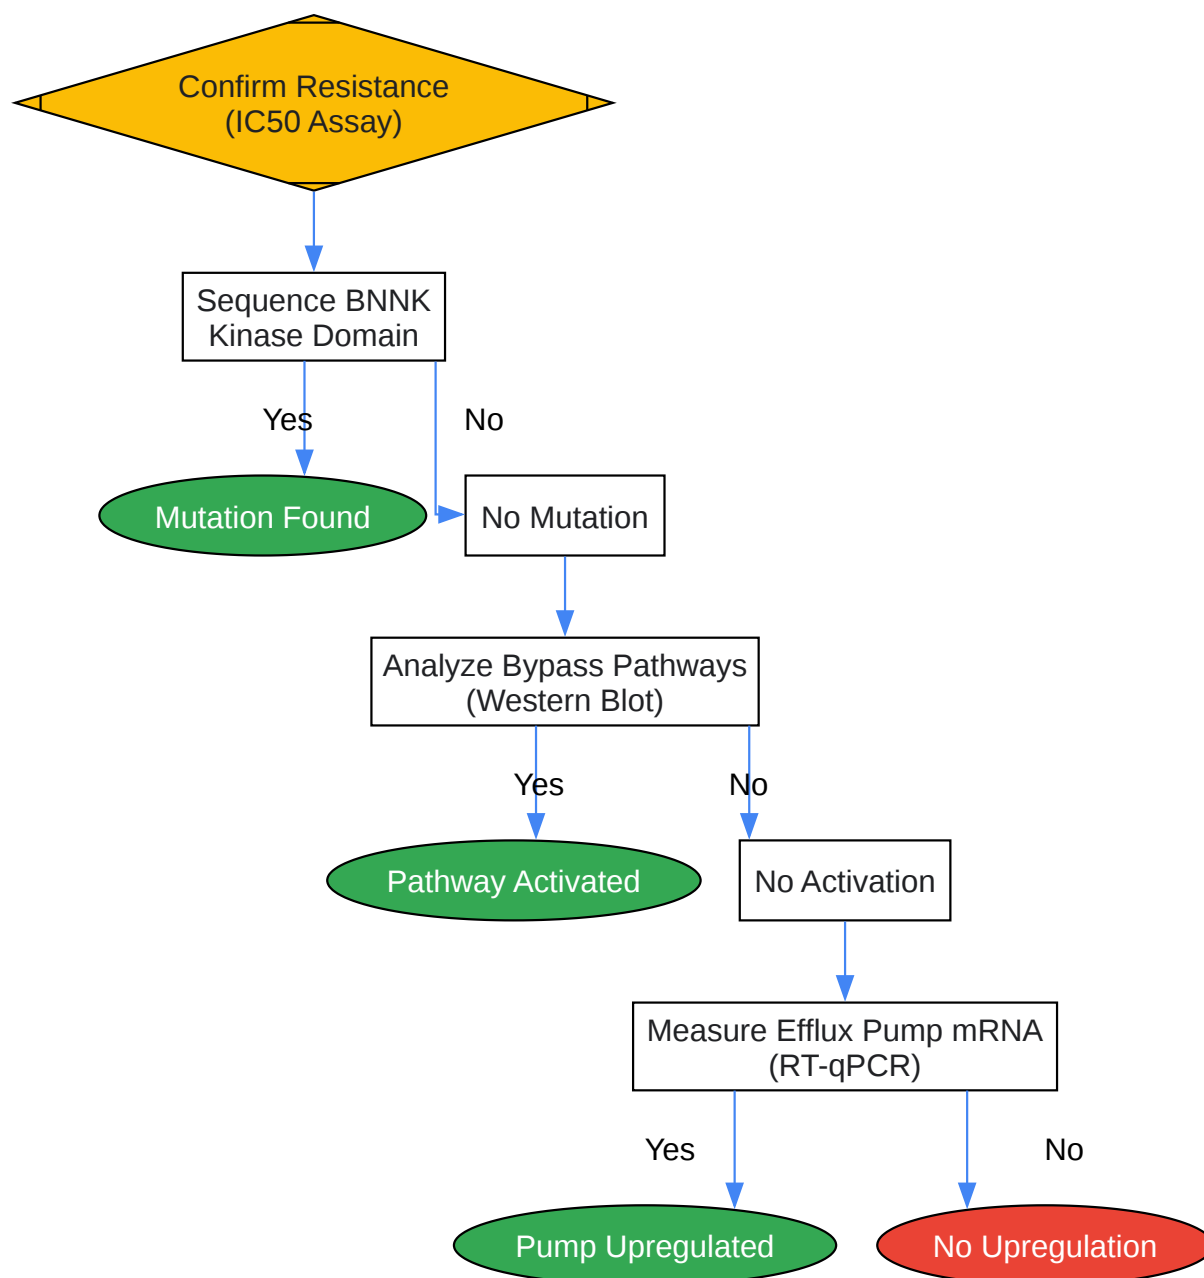 Confirm Resistance
(IC50 Assay)
Sequence BNNK
Kinase Domain
Yes
No
Mutation Found
No Mutation
Analyze Bypass Pathways
(Western Blot)
Yes
No
Pathway Activated
No Activation
Measure Efflux Pump mRNA
(RT-qPCR)
Yes
No
Pump Upregulated
No Upregulation